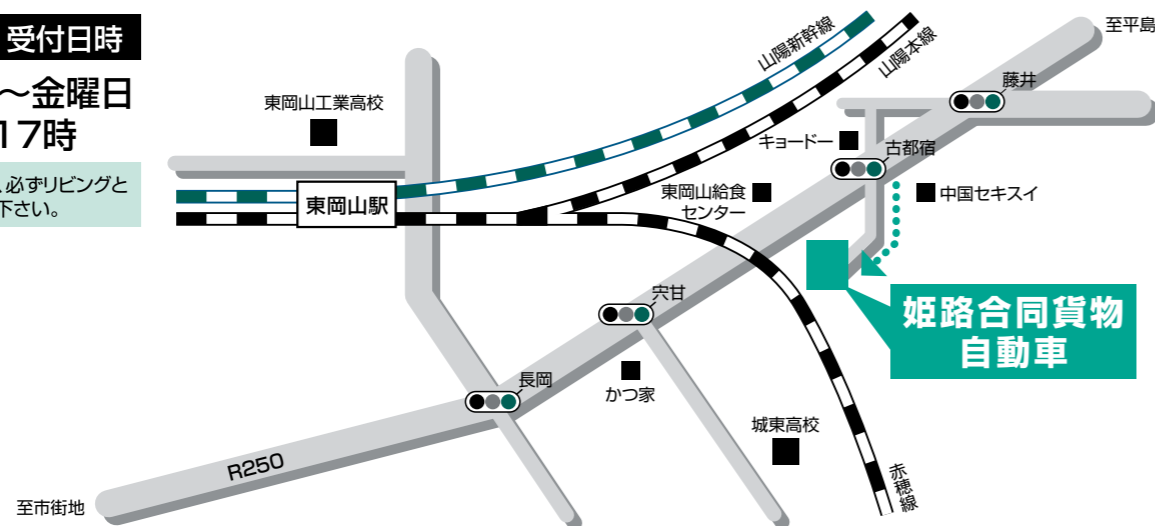 受付日時
～金曜日
17時
、必ずリビングと
下さい。
東岡山工業高校
東岡山駅
山陽新幹線
山陽本線
至平島
藤井
キョードー
古都宿
東岡山給食
センター
中国セキスイ
姫路合同貨物
自動車
宍甘
かつ家
長岡
城東高校
R250
至市街地
赤穂線